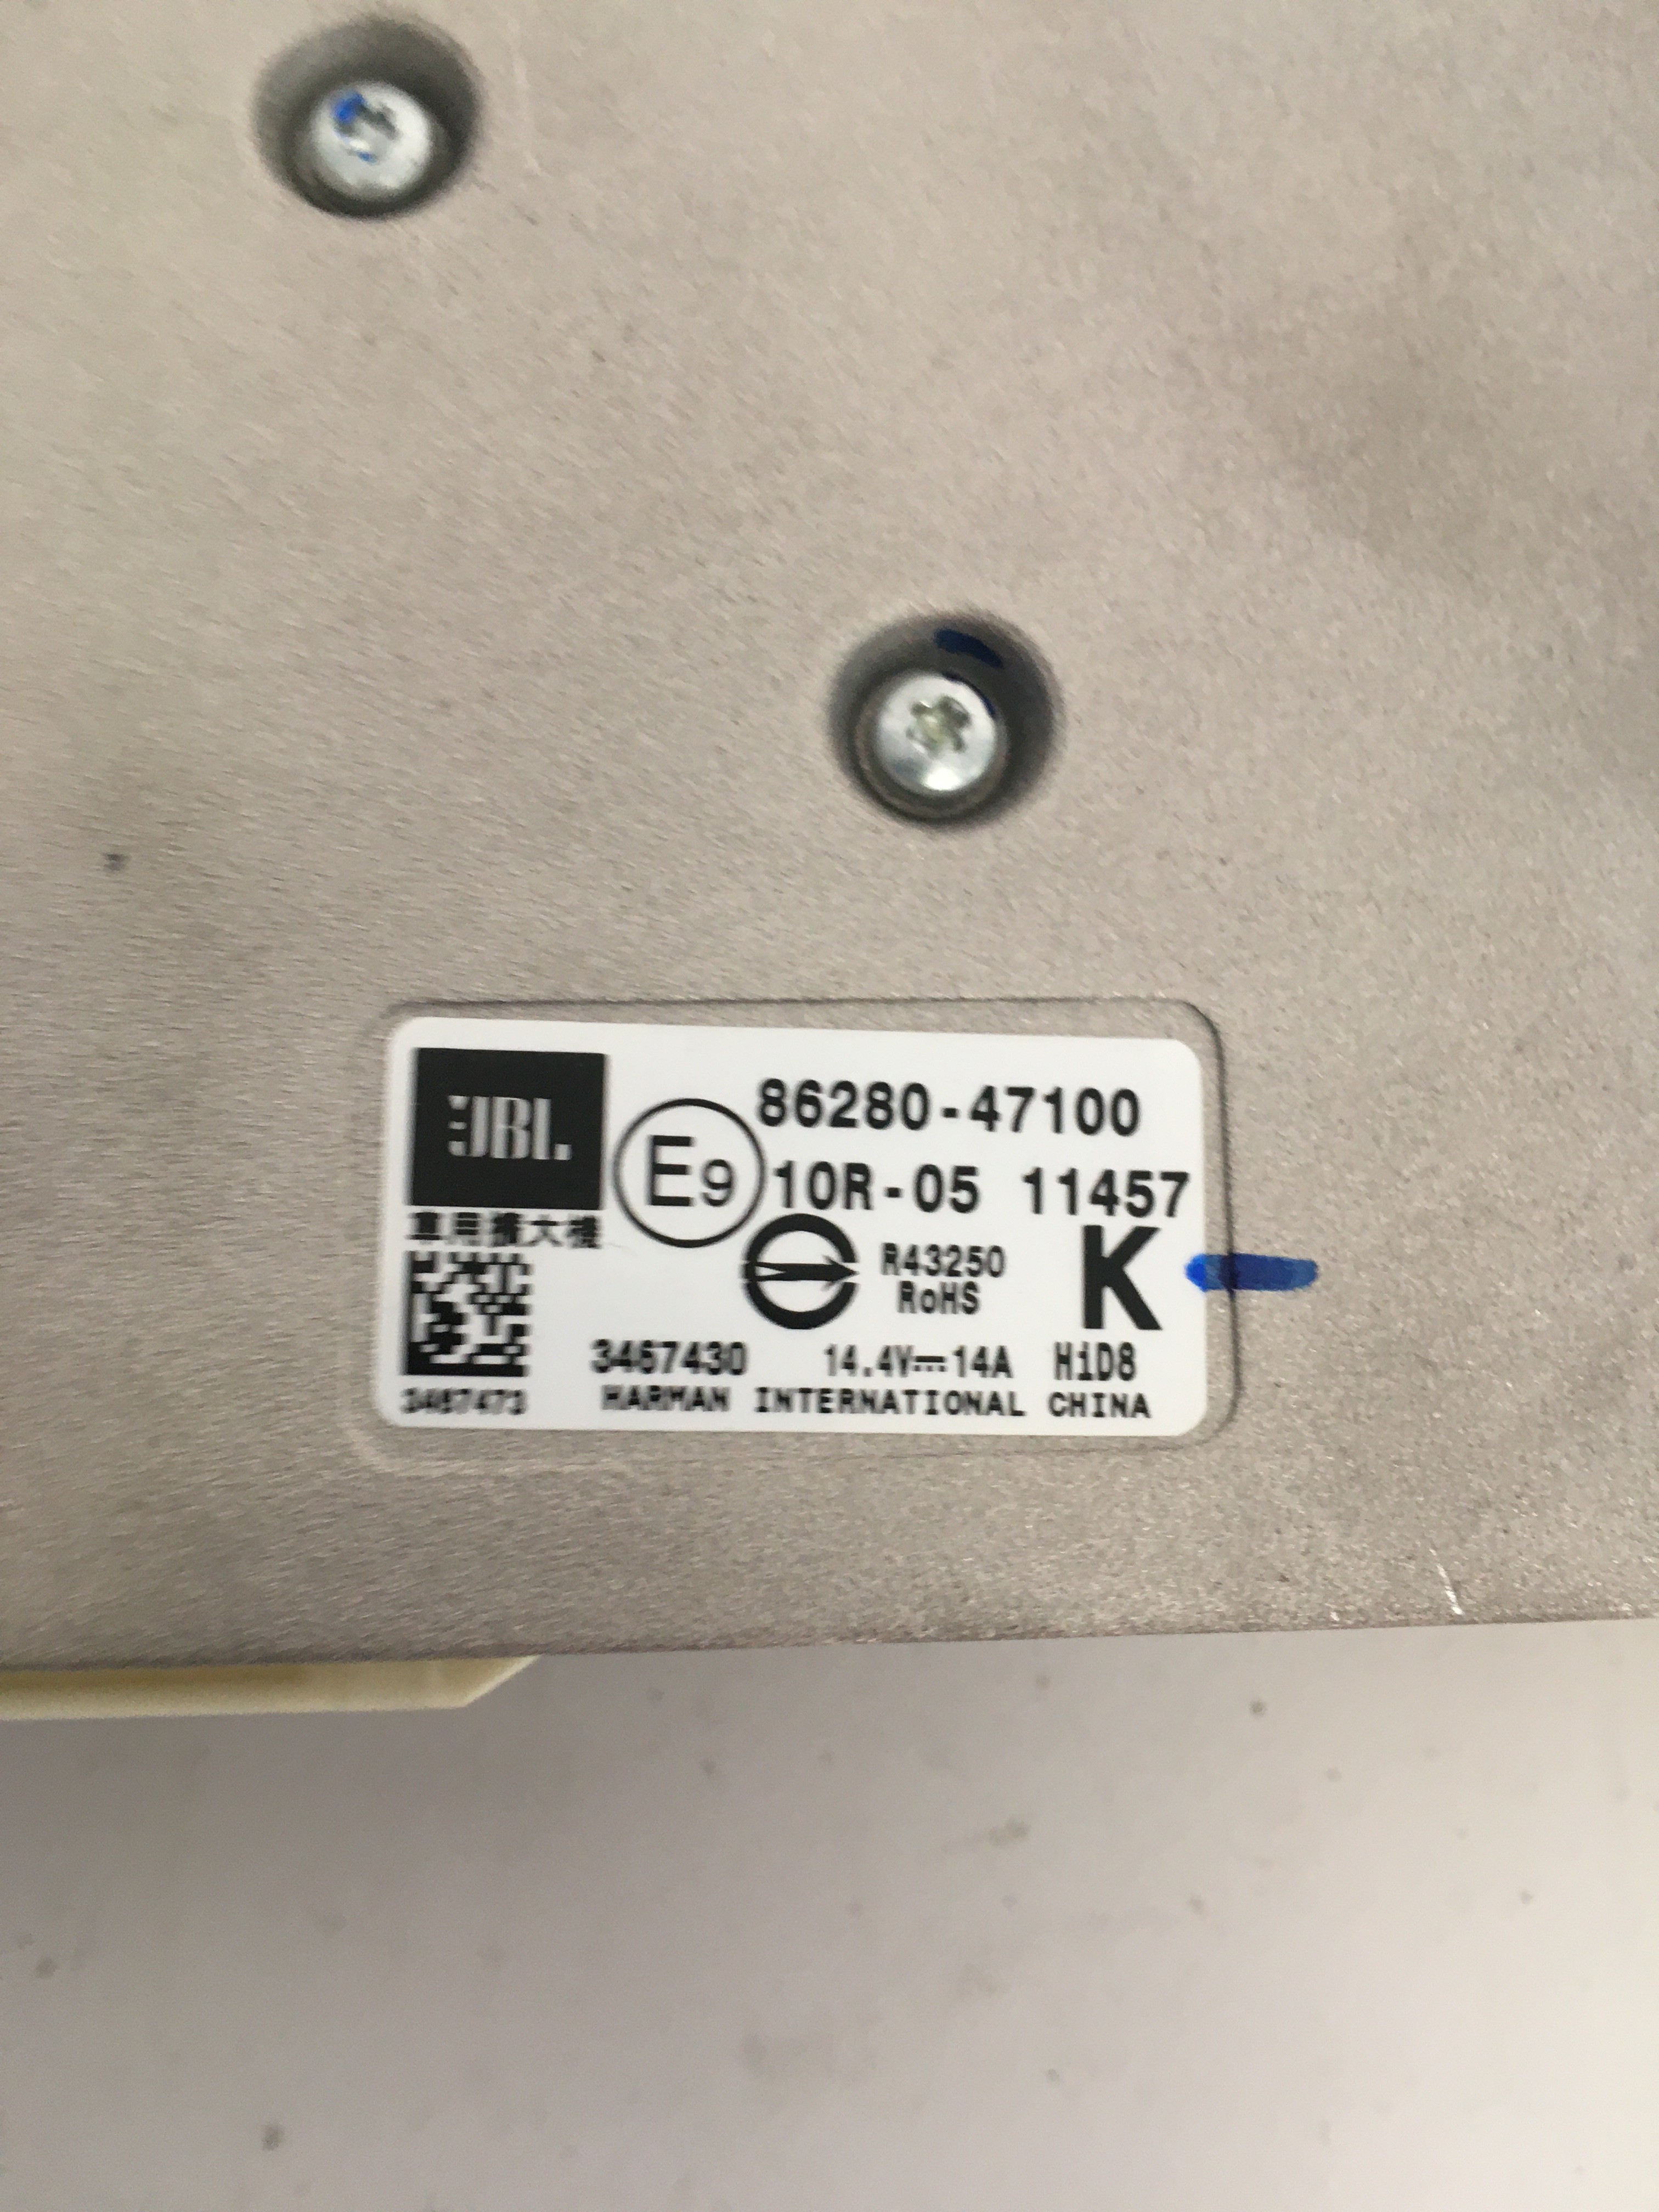 JBL
86280-47100
E9
10R-05 11457
車用擴大機
R43250
RoHS
K
3467430
14.4V⎓14A
HiD8
3467473
HARMAN INTERNATIONAL CHINA